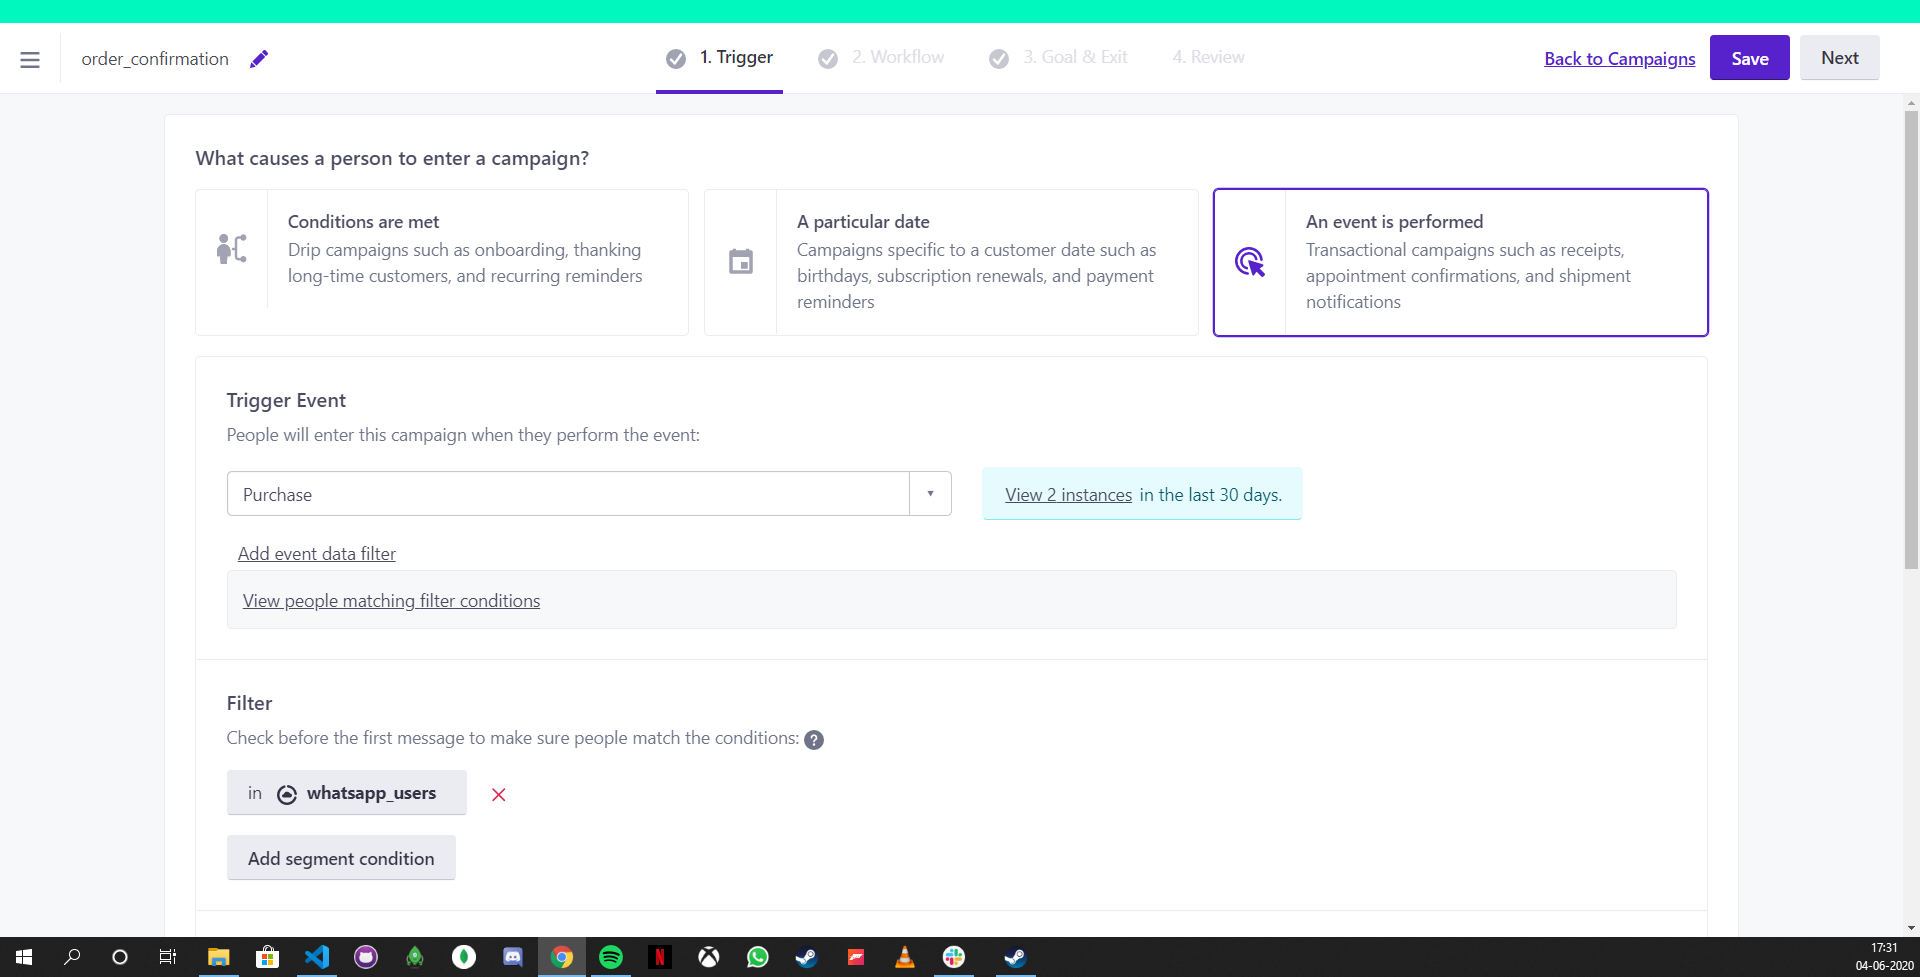 order_confirmation
1. Trigger
2. Workflow
3. Goal & Exit
4. Review
Back to Campaigns
Save
Next
What causes a person to enter a campaign?
Conditions are met
Drip campaigns such as onboarding, thanking
long-time customers, and recurring reminders
A particular date
Campaigns specific to a customer date such as
birthdays, subscription renewals, and payment
reminders
An event is performed
Transactional campaigns such as receipts,
appointment confirmations, and shipment
notifications
Trigger Event
People will enter this campaign when they perform the event:
Purchase
View 2 instances in the last 30 days.
Add event data filter
View people matching filter conditions
Filter
Check before the first message to make sure people match the conditions: ?
in whatsapp_users
Add segment condition
N
17:31
04-06-2020